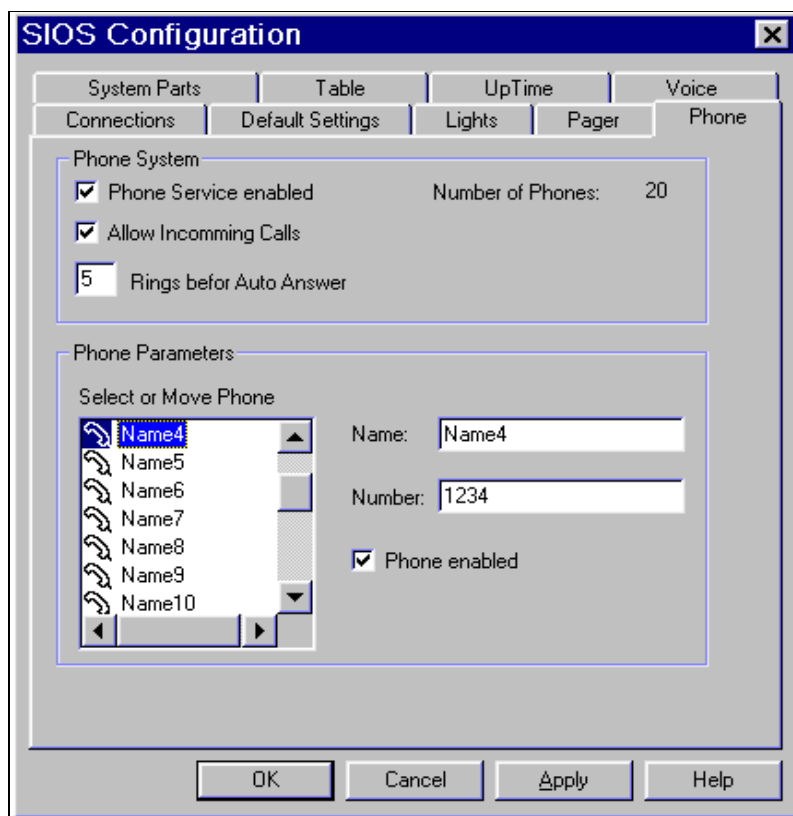 SIOS Configuration
System Parts Table UpTime Voice
Connections Default Settings Lights Pager Phone
Phone System
Phone Service enabled Number of Phones: 20
Allow Incomming Calls
5 Rings befor Auto Answer
Phone Parameters
Select or Move Phone
Name4 Name: Name4
Name5
Name6 Number: 1234
Name7
Name8 Phone enabled
Name9
Name10
OK Cancel Apply Help